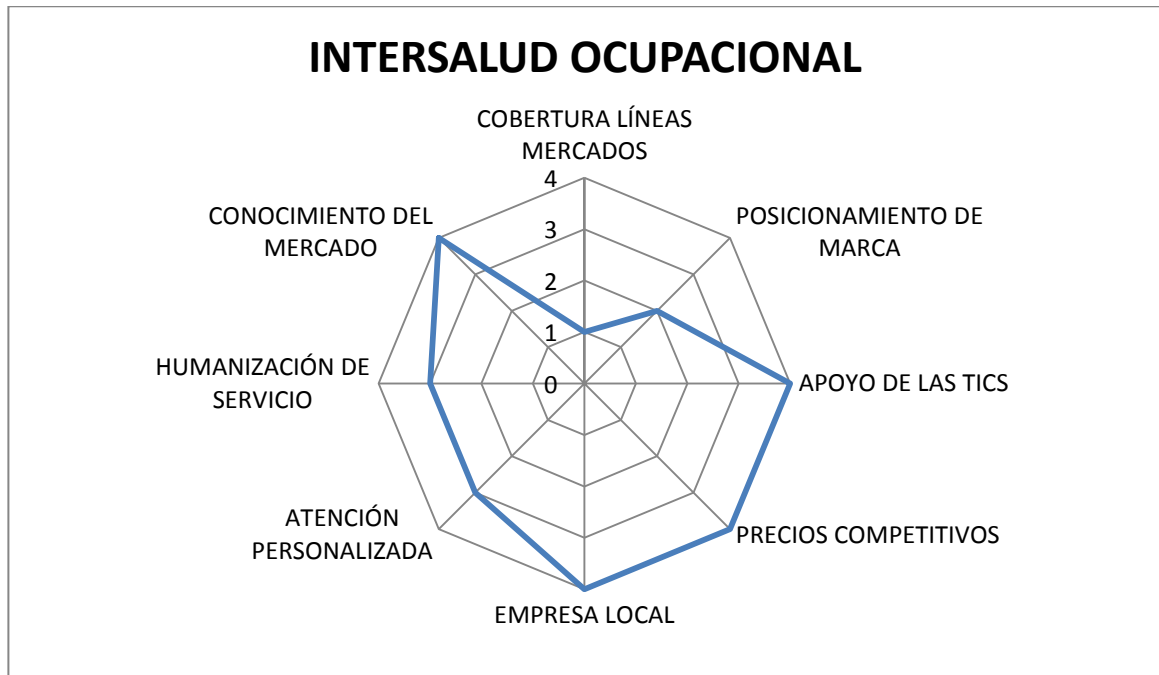 INTERSALUD OCUPACIONAL
COBERTURA LÍNEAS
MERCADOS
POSICIONAMIENTO DE
MARCA
APOYO DE LAS TICS
PRECIOS COMPETITIVOS
EMPRESA LOCAL
ATENCIÓN
PERSONALIZADA
HUMANIZACIÓN DE
SERVICIO
CONOCIMIENTO DEL
MERCADO
4
3
2
1
0